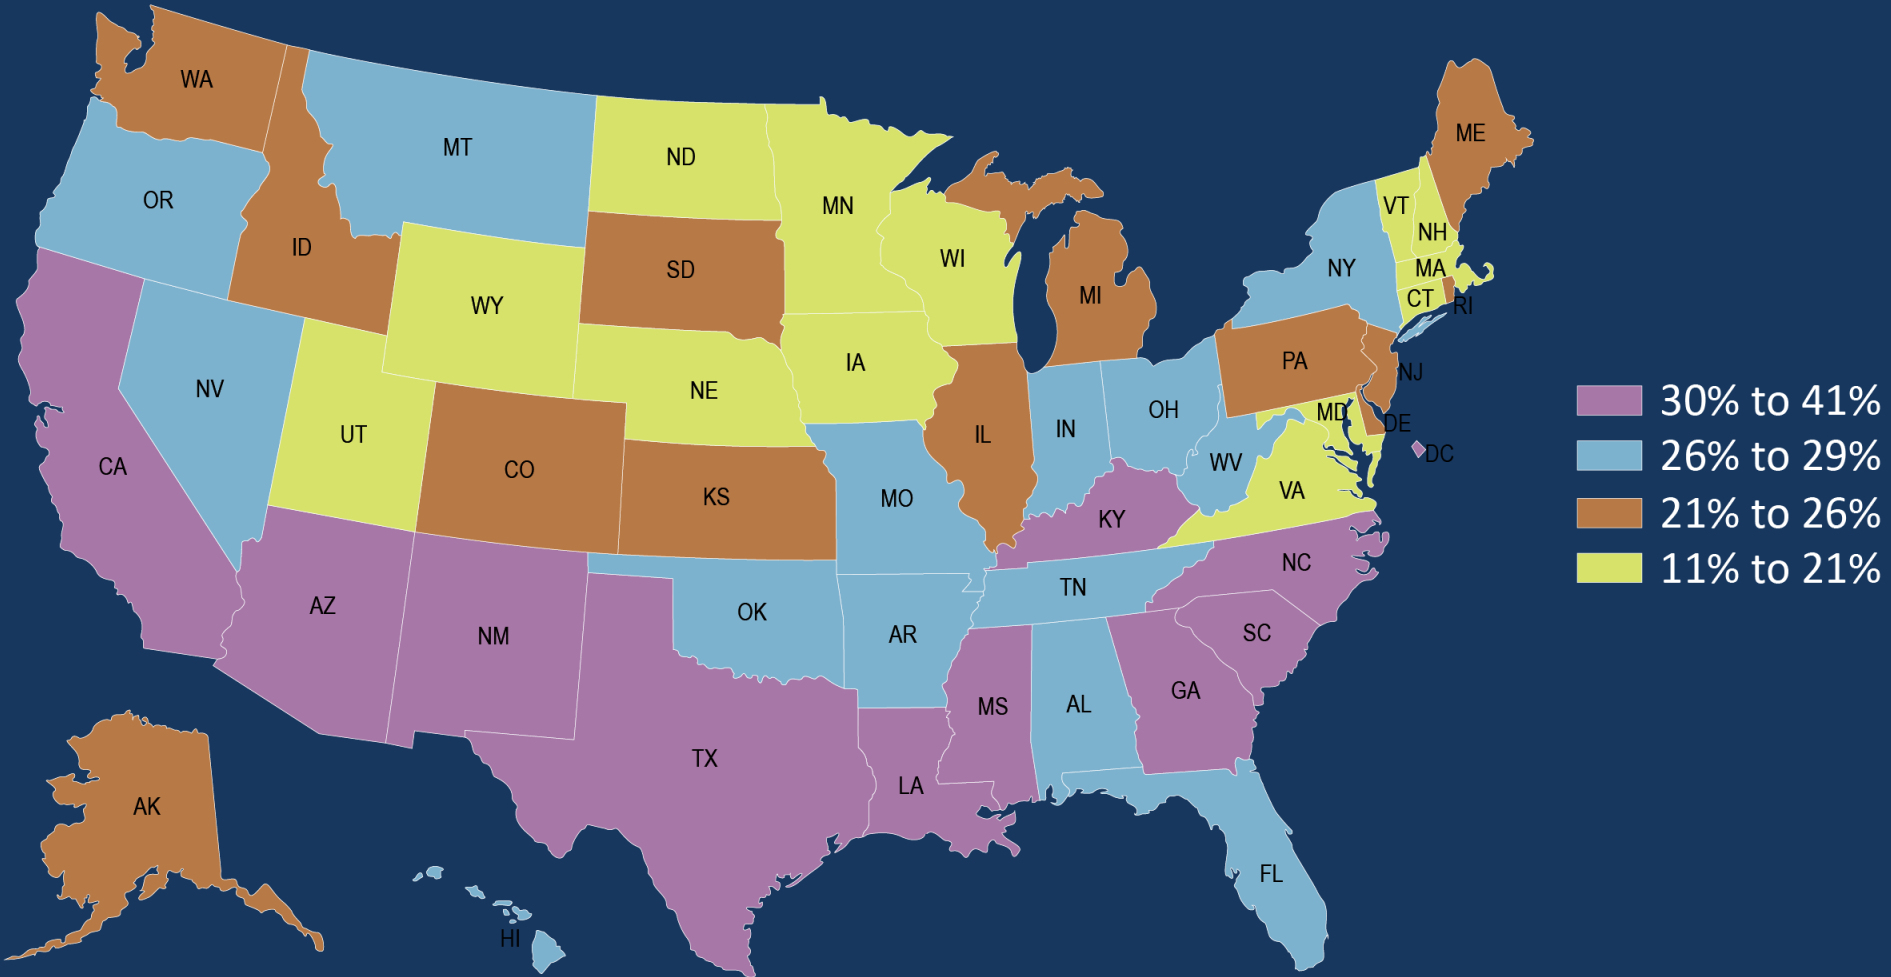 WA
MT
ND
MN
ME
OR
ID
SD
WI
MI
VT
NH
NY
MA
CT
RI
WY
IA
NE
PA
NJ
NV
UT
CO
KS
IL
IN
OH
MD
DE
DC
WV
VA
CA
MO
KY
NC
AZ
NM
OK
AR
TN
SC
MS
AL
GA
TX
LA
AK
HI
FL
30% to 41%
26% to 29%
21% to 26%
11% to 21%